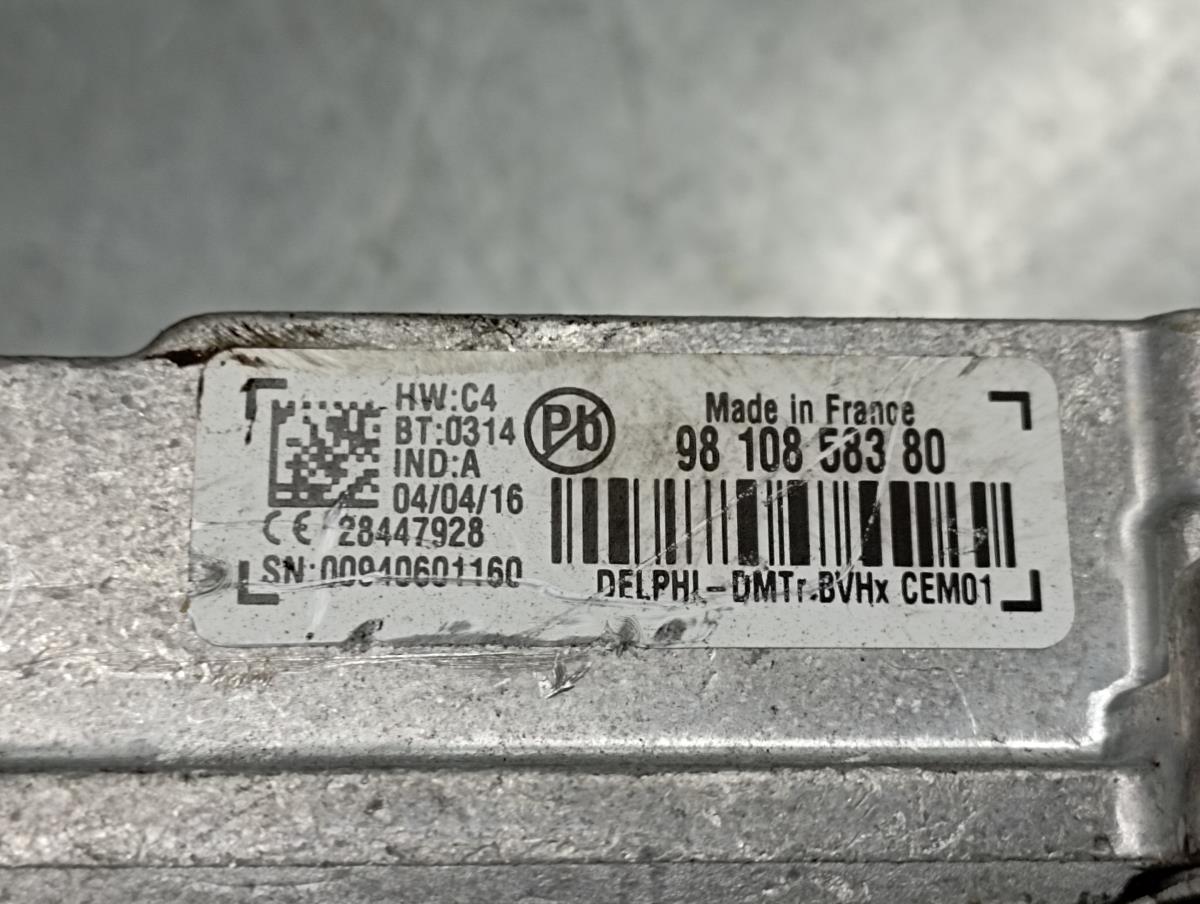 HW:C4
BT:0314
IND:A
04/04/16
CE 28447928
SN:00940601160
Pb
Made in France
98 108 583 80
DELPHI-DMTr.BVHx CEM01